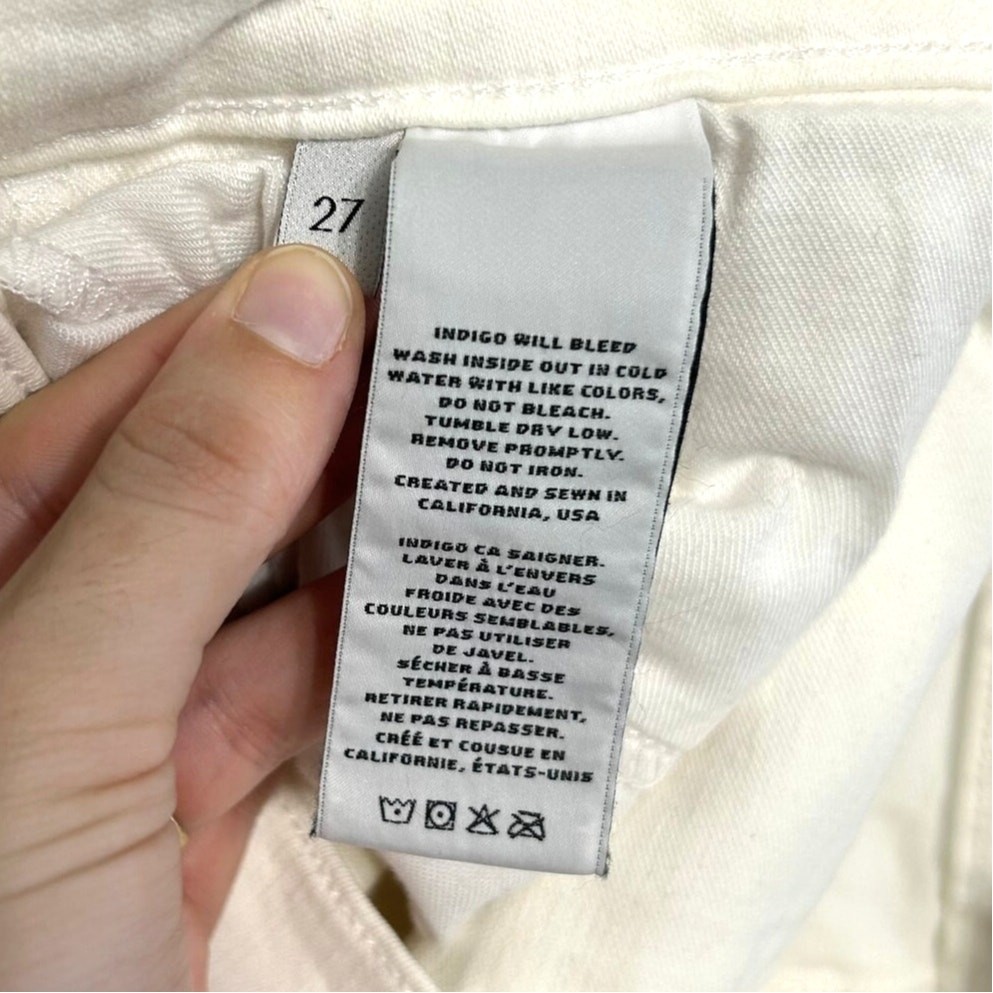 27
INDIGO WILL BLEED
WASH INSIDE OUT IN COLD
WATER WITH LIKE COLORS,
DO NOT BLEACH.
TUMBLE DRY LOW.
REMOVE PROMPTLY.
DO NOT IRON.
CREATED AND SEWN IN
CALIFORNIA, USA
INDIGO CA SAIGNER.
LAVER À L'ENVERS
DANS L'EAU
FROIDE AVEC DES
COULEURS SEMBLABLES,
NE PAS UTILISER
DE JAVEL.
SÉCHER À BASSE
TEMPÉRATURE.
RETIRER RAPIDEMENT,
NE PAS REPASSER.
CRÉÉ ET COUSUE EN
CALIFORNIE, ÉTATS-UNIS